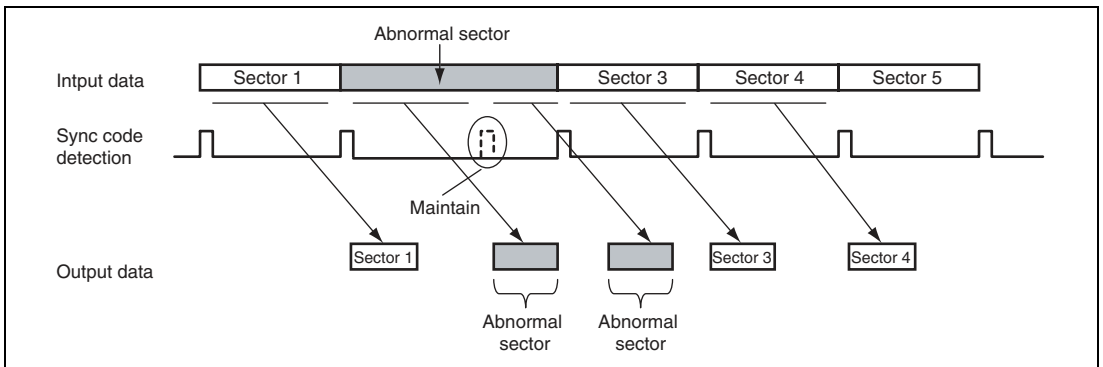 Abnormal sector
Intput data
Sector 1
Sector 3
Sector 4
Sector 5
Sync code
detection
Maintain
Output data
Sector 1
Sector 3
Sector 4
Abnormal
sector
Abnormal
sector